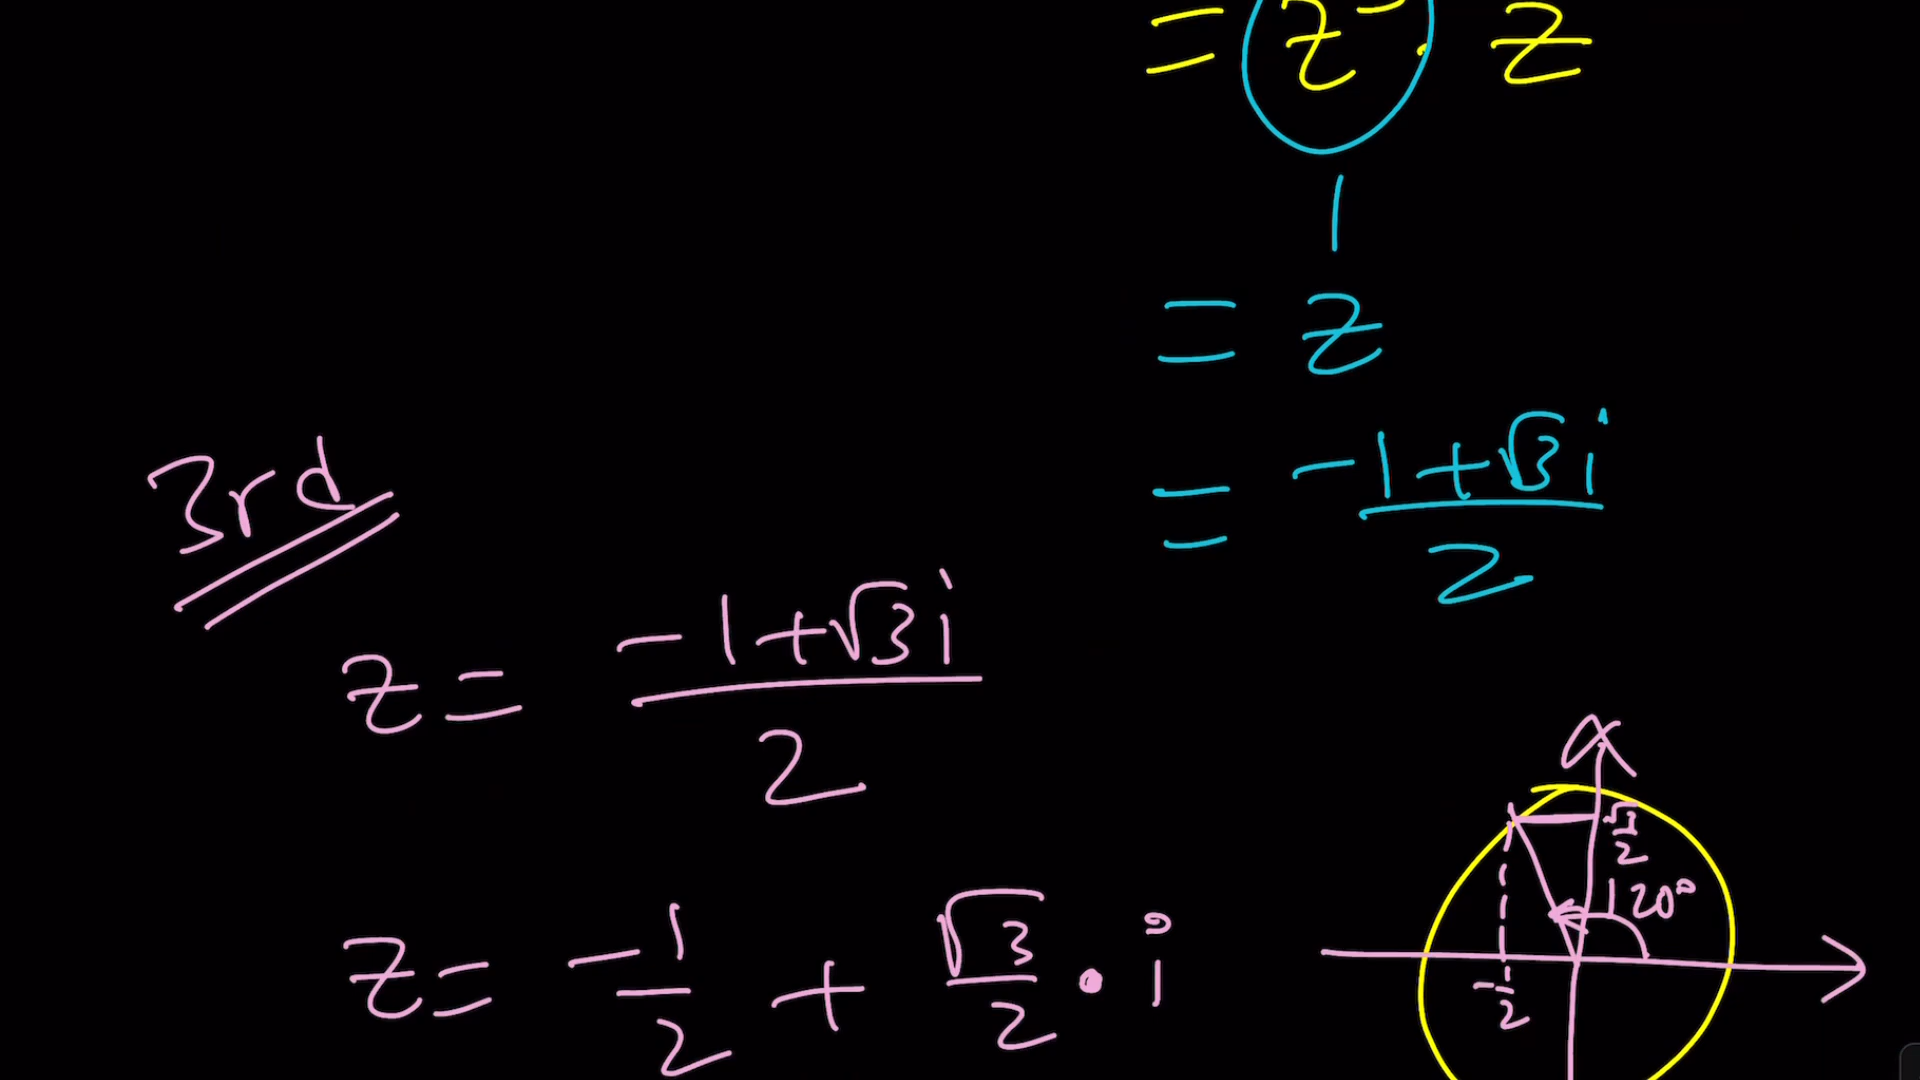 = z³ · z
1
= z
= (-1+√3i)/2
3rd
z = (-1+√3i)/2
z = -1/2 + √3/2 · i
√3/2
120°
-1/2